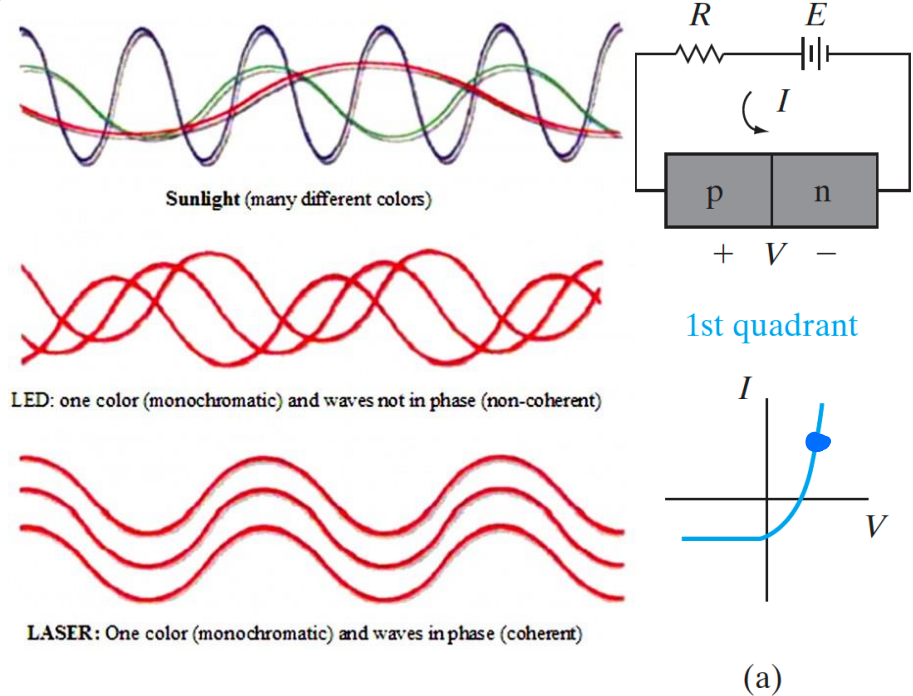 R
E
I
p
n
+ V −
Sunlight (many different colors)
1st quadrant
LED: one color (monochromatic) and waves not in phase (non-coherent)
I
V
LASER: One color (monochromatic) and waves in phase (coherent)
(a)